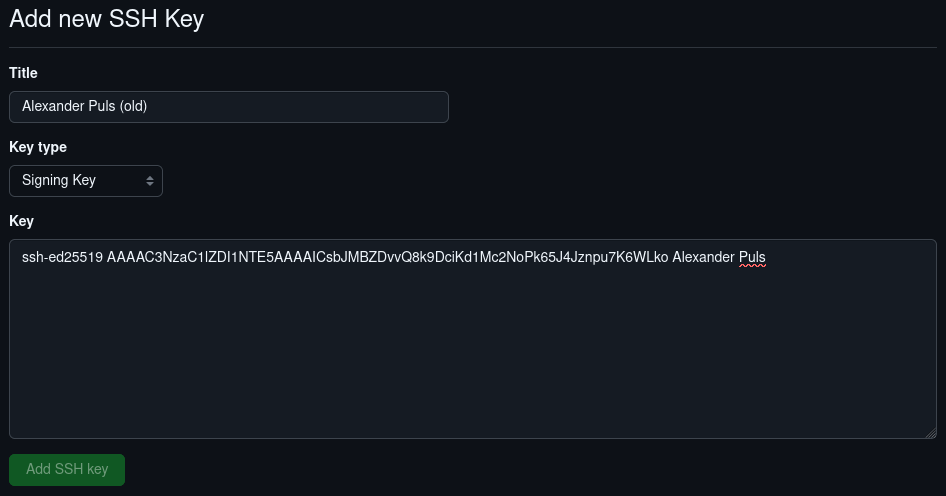 Add new SSH Key
Title
Alexander Puls (old)
Key type
Signing Key
Key
ssh-ed25519 AAAAC3NzaC1lZDI1NTE5AAAAICsbJMBZDvvQ8k9DciKd1Mc2NoPk65J4Jznpu7K6WLko Alexander Puls
Add SSH key